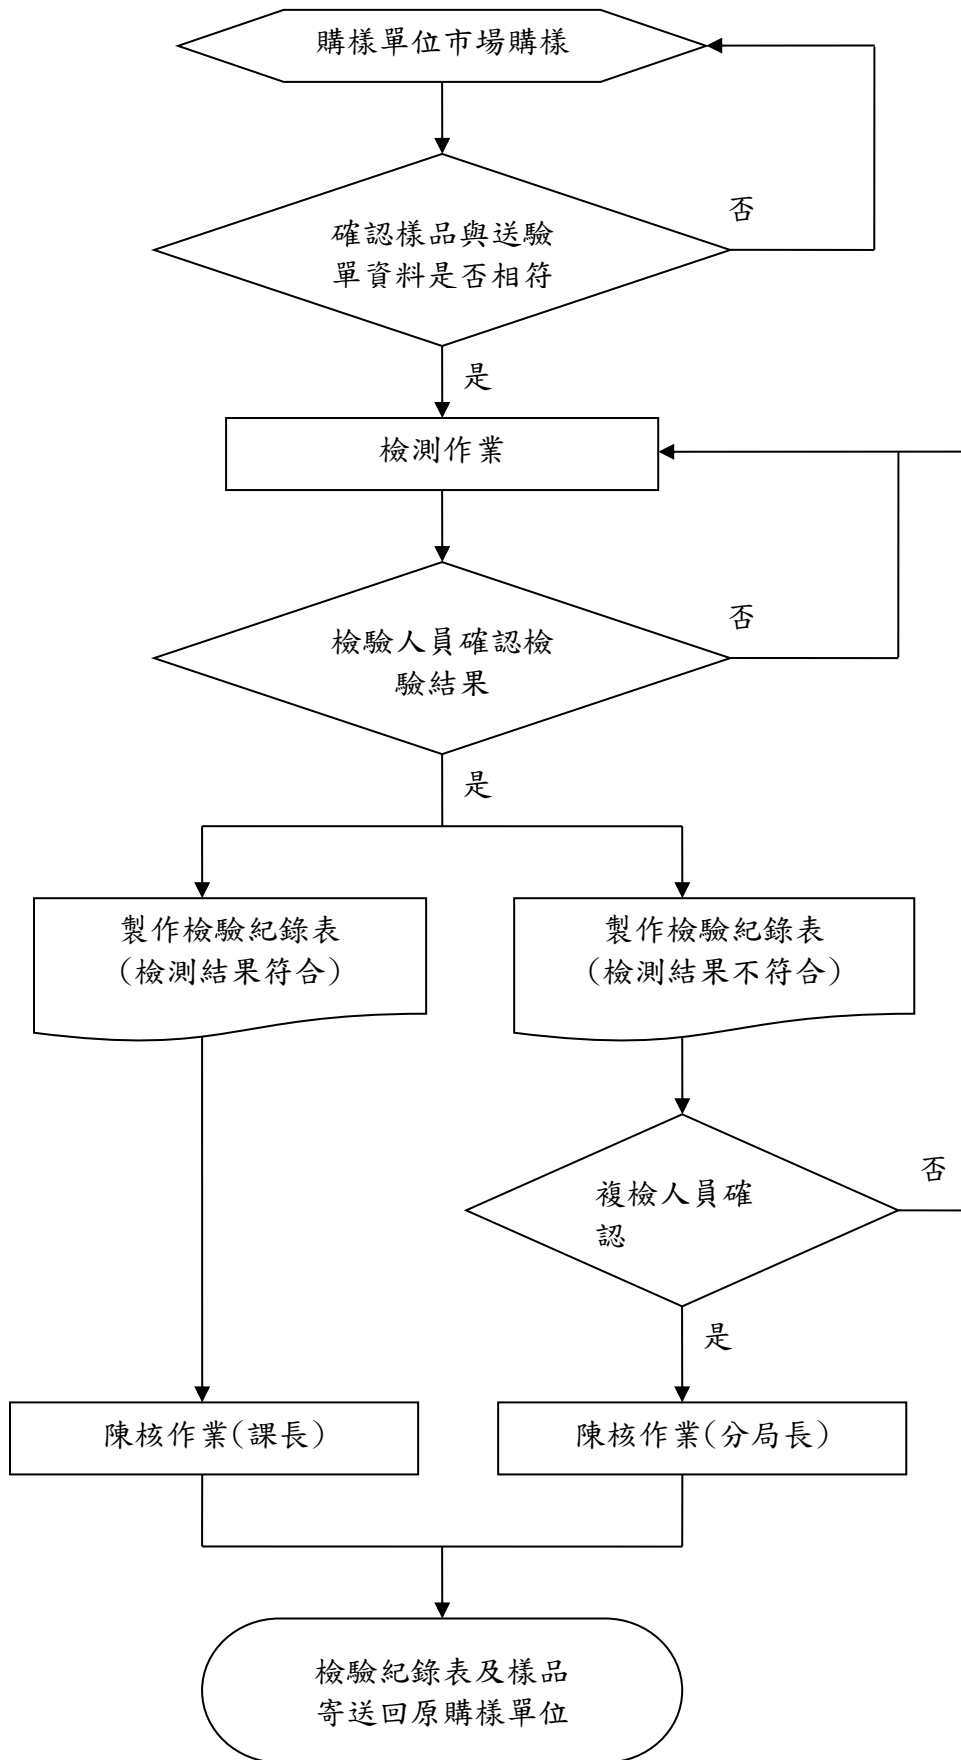 購樣單位市場購樣
否
確認樣品與送驗
單資料是否相符
是
檢測作業
否
檢驗人員確認檢
驗結果
是
製作檢驗紀錄表
(檢測結果符合)
製作檢驗紀錄表
(檢測結果不符合)
否
複檢人員確
認
是
陳核作業(課長)
陳核作業(分局長)
檢驗紀錄表及樣品
寄送回原購樣單位